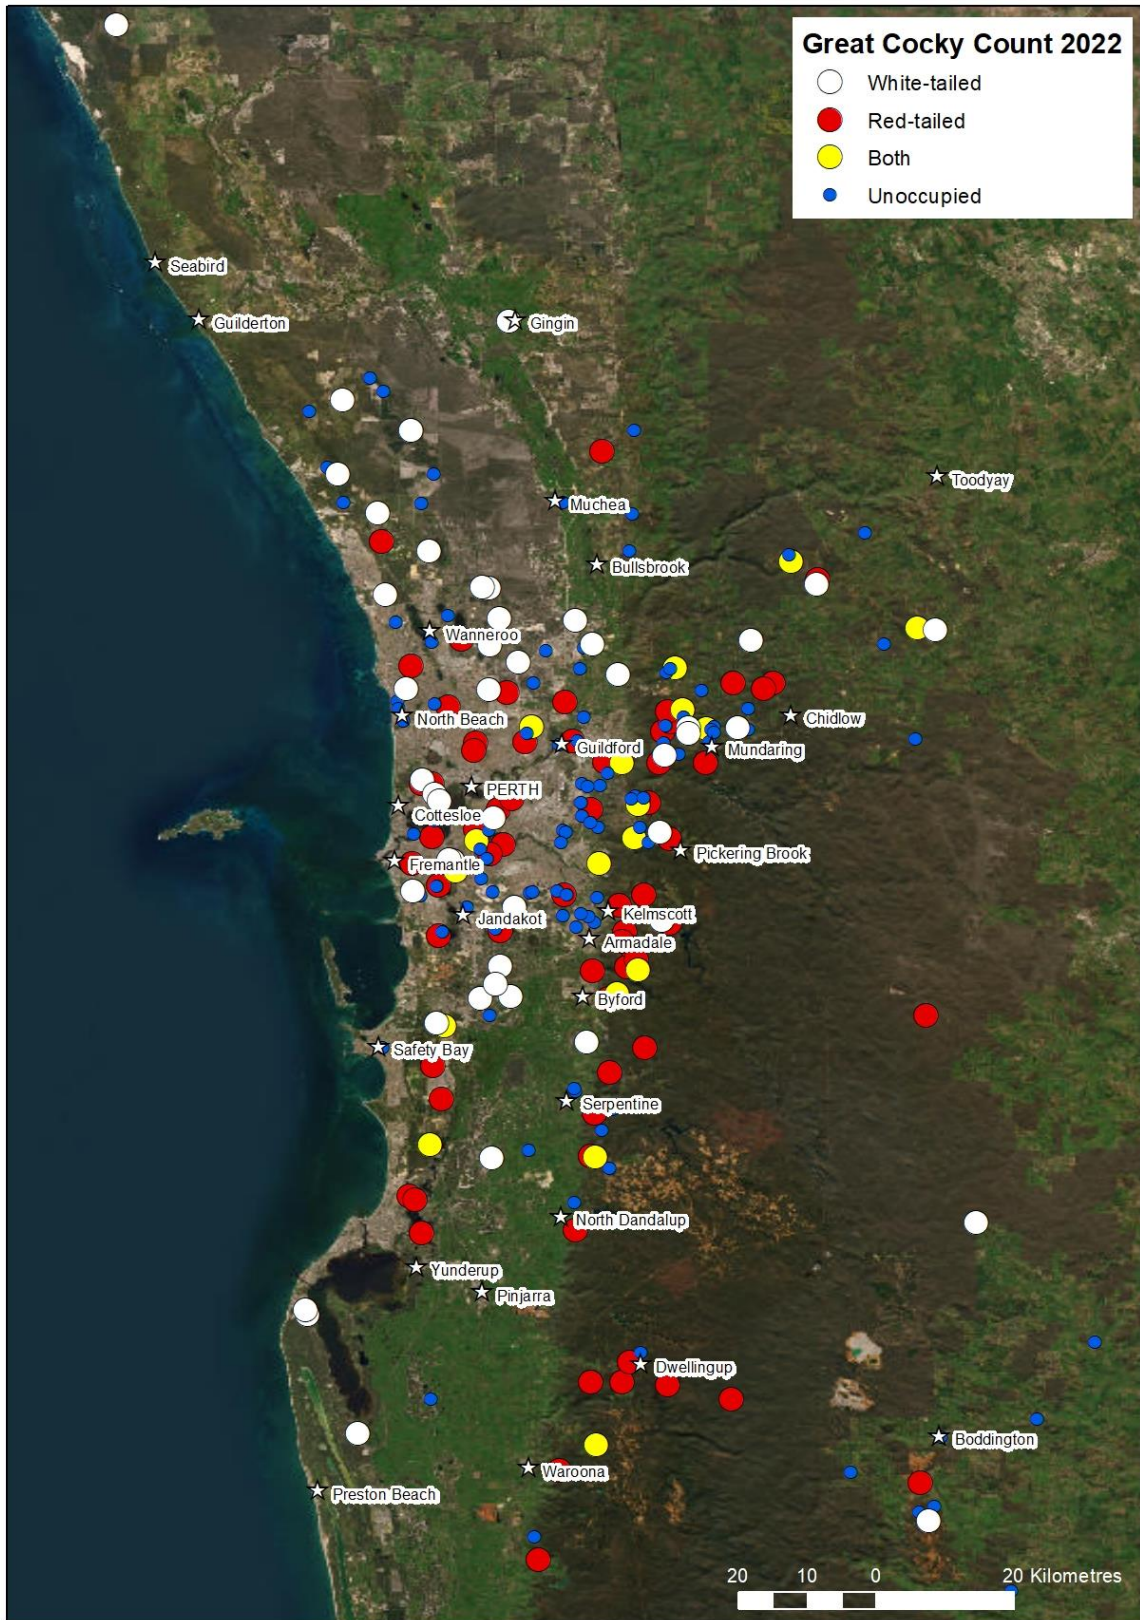 Great Cocky Count 2022
White-tailed
Red-tailed
Both
Unoccupied
Seabird
Guilderton
Gingin
Toodyay
Muchea
Bullsbrook
Wanneroo
North Beach
Chidlow
Guildford
Mundaring
PERTH
Cottesloe
Pickering Brook
Fremantle
Jandakot
Kelmscott
Armadale
Byford
Safety Bay
Serpentine
North Dandalup
Yunderup
Pinjarra
Dwellingup
Boddington
Waroona
Preston Beach
20 10 0 20 Kilometres